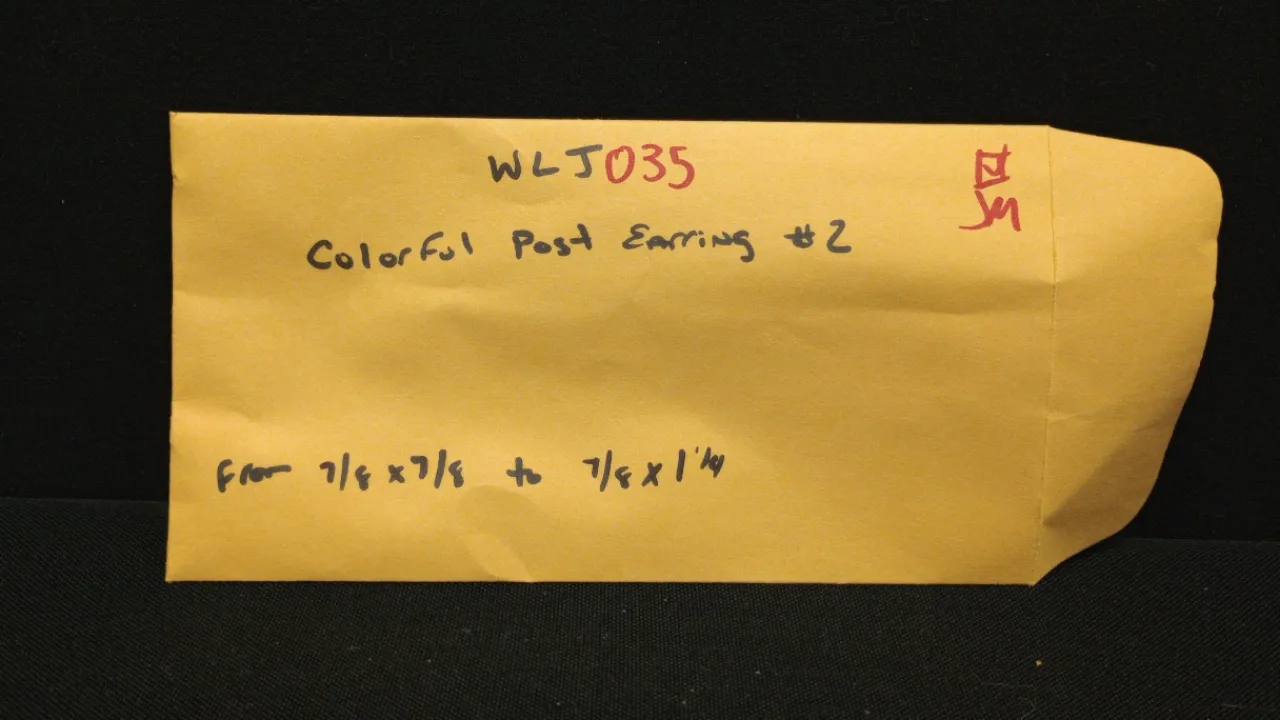 WLJ035
Colorful Post Earring #2
From 7/8 x 7/8 to 7/8 x 1 1/4